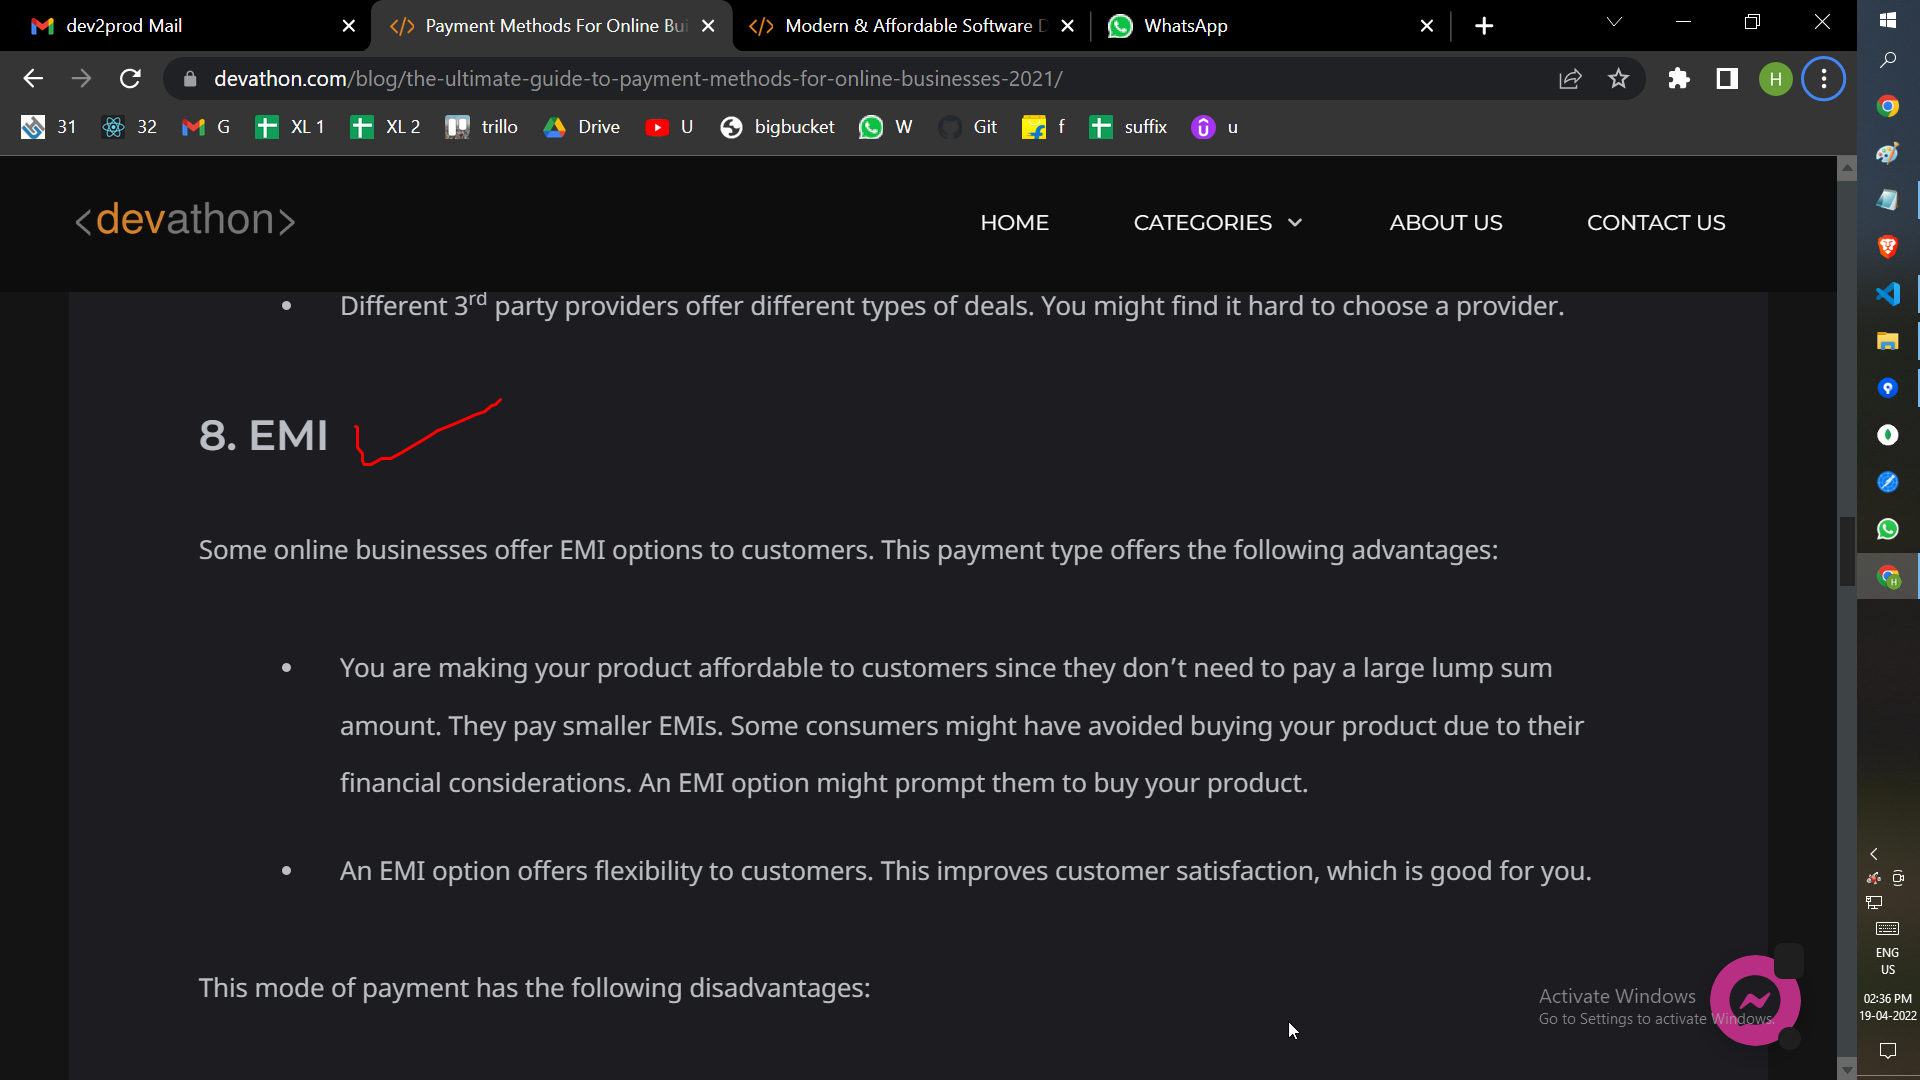 dev2prod Mail
Payment Methods For Online Bui
Modern & Affordable Software D
WhatsApp
devathon.com/blog/the-ultimate-guide-to-payment-methods-for-online-businesses-2021/
H
31
32
G
XL 1
XL 2
trillo
Drive
U
bigbucket
W
Git
f
suffix
u
<devathon>
HOME
CATEGORIES
ABOUT US
CONTACT US
• Different 3rd party providers offer different types of deals. You might find it hard to choose a provider.
8. EMI
Some online businesses offer EMI options to customers. This payment type offers the following advantages:
• You are making your product affordable to customers since they don’t need to pay a large lump sum
amount. They pay smaller EMIs. Some consumers might have avoided buying your product due to their
financial considerations. An EMI option might prompt them to buy your product.
• An EMI option offers flexibility to customers. This improves customer satisfaction, which is good for you.
This mode of payment has the following disadvantages:
Activate Windows
Go to Settings to activate Windows.
ENG
US
02:36 PM
19-04-2022